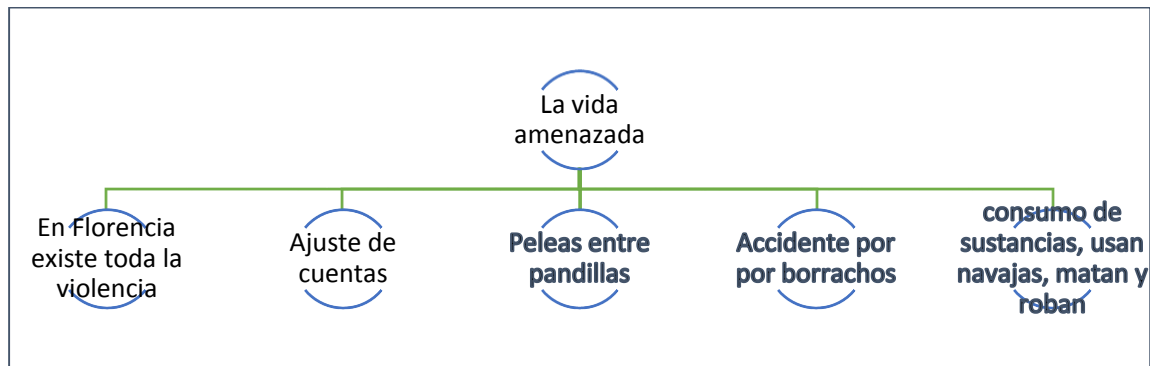 La vida
amenazada
En Florencia
existe toda la
violencia
Ajuste de
cuentas
Peleas entre
pandillas
Accidente por
por borrachos
consumo de
sustancias, usan
navajas, matan y
roban